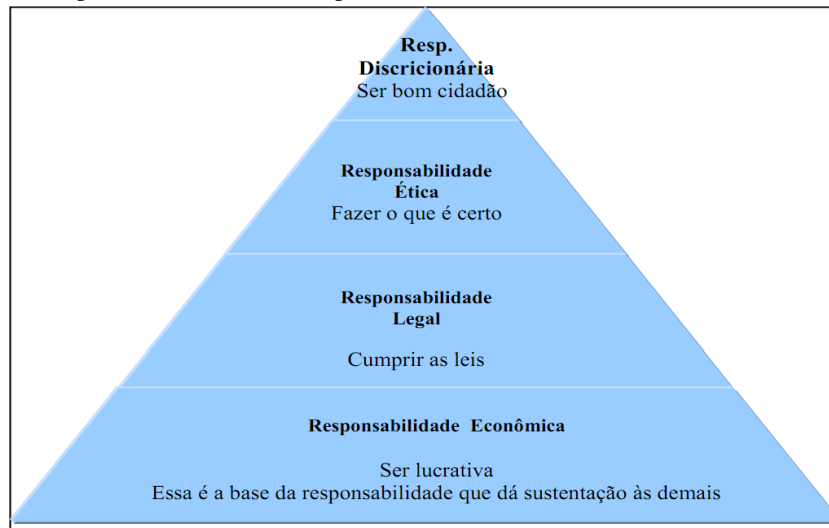 Resp.
Discricionária
Ser bom cidadão
Responsabilidade
Ética
Fazer o que é certo
Responsabilidade
Legal
Cumprir as leis
Responsabilidade Econômica
Ser lucrativa
Essa é a base da responsabilidade que dá sustentação às demais